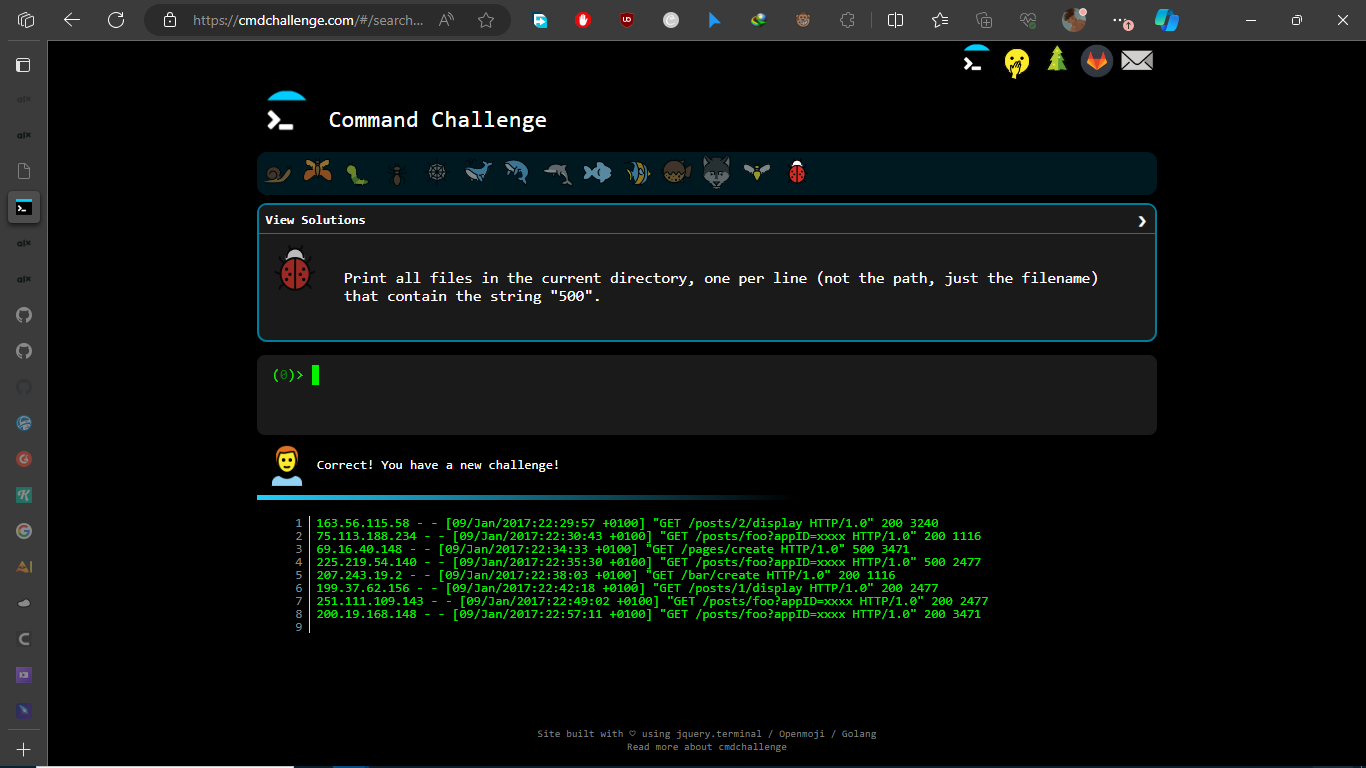 https://cmdchallenge.com/#/search...
Command Challenge
View Solutions
Print all files in the current directory, one per line (not the path, just the filename)
that contain the string "500".
(0)>
Correct! You have a new challenge!
1 163.56.115.58 - - [09/Jan/2017:22:29:57 +0100] "GET /posts/2/display HTTP/1.0" 200 3240
2 75.113.188.234 - - [09/Jan/2017:22:30:43 +0100] "GET /posts/foo?appID=xxxx HTTP/1.0" 200 1116
3 69.16.40.148 - - [09/Jan/2017:22:34:33 +0100] "GET /pages/create HTTP/1.0" 500 3471
4 225.219.54.140 - - [09/Jan/2017:22:35:30 +0100] "GET /posts/foo?appID=xxxx HTTP/1.0" 500 2477
5 207.243.19.2 - - [09/Jan/2017:22:38:03 +0100] "GET /bar/create HTTP/1.0" 200 1116
6 199.37.62.156 - - [09/Jan/2017:22:42:18 +0100] "GET /posts/1/display HTTP/1.0" 200 2477
7 251.111.109.143 - - [09/Jan/2017:22:49:02 +0100] "GET /posts/foo?appID=xxxx HTTP/1.0" 200 2477
8 200.19.168.148 - - [09/Jan/2017:22:57:11 +0100] "GET /posts/foo?appID=xxxx HTTP/1.0" 200 3471
9
Site built with ♡ using jquery.terminal / Openmoji / Golang
Read more about cmdchallenge